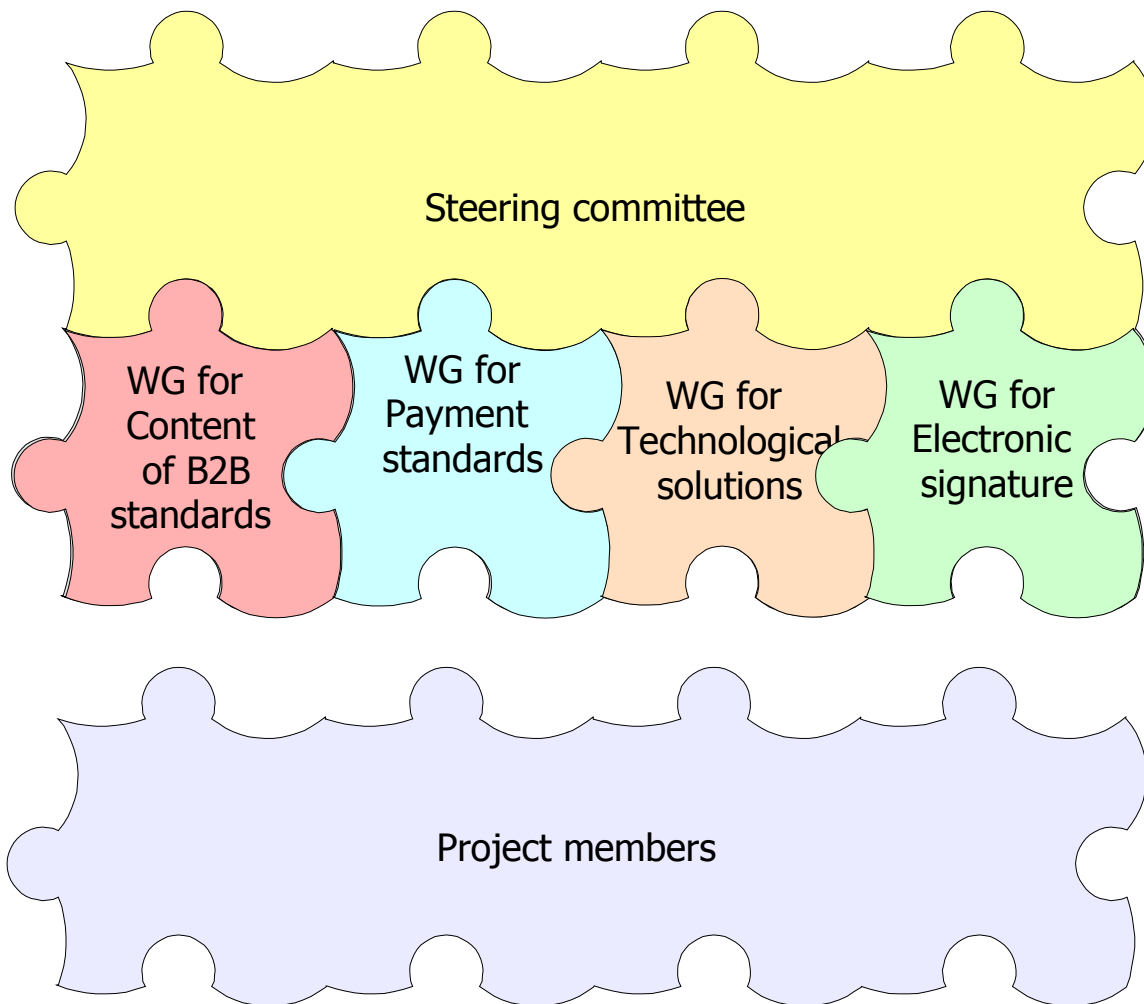 Steering committee
WG for
Content
of B2B
standards
WG for
Payment
standards
WG for
Technological
solutions
WG for
Electronic
signature
Project members